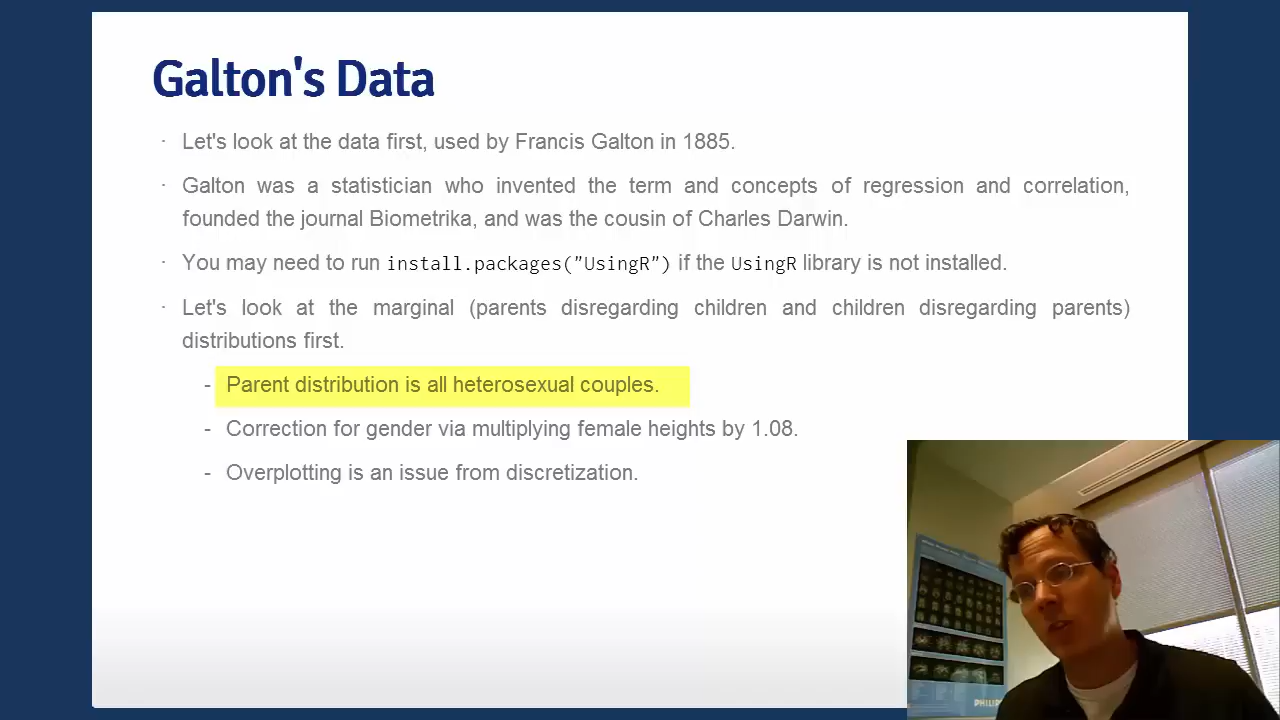 Galton's Data
· Let's look at the data first, used by Francis Galton in 1885.
· Galton was a statistician who invented the term and concepts of regression and correlation,
founded the journal Biometrika, and was the cousin of Charles Darwin.
· You may need to run install.packages("UsingR") if the UsingR library is not installed.
· Let's look at the marginal (parents disregarding children and children disregarding parents)
distributions first.
- Parent distribution is all heterosexual couples.
- Correction for gender via multiplying female heights by 1.08.
- Overplotting is an issue from discretization.